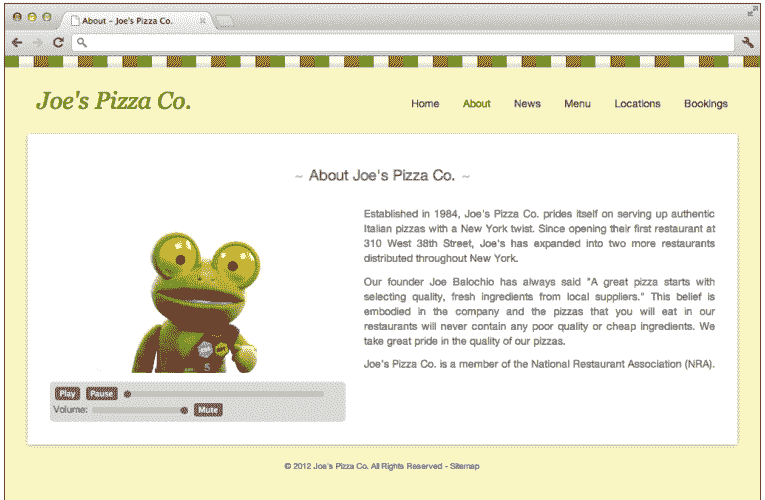 About - Joe's Pizza Co.
Joe's Pizza Co.
Home About News Menu Locations Bookings
~ About Joe's Pizza Co. ~
Established in 1984, Joe's Pizza Co. prides itself on serving up authentic
Italian pizzas with a New York twist. Since opening their first restaurant at
310 West 38th Street, Joe's has expanded into two more restaurants
distributed throughout New York.
Our founder Joe Balochio has always said "A great pizza starts with
selecting quality, fresh ingredients from local suppliers." This belief is
embodied in the company and the pizzas that you will eat in our
restaurants will never contain any poor quality or cheap ingredients. We
take great pride in the quality of our pizzas.
Joe's Pizza Co. is a member of the National Restaurant Association (NRA).
5
Play Pause
Volume: Mute
© 2012 Joe's Pizza Co. All Rights Reserved - Sitemap